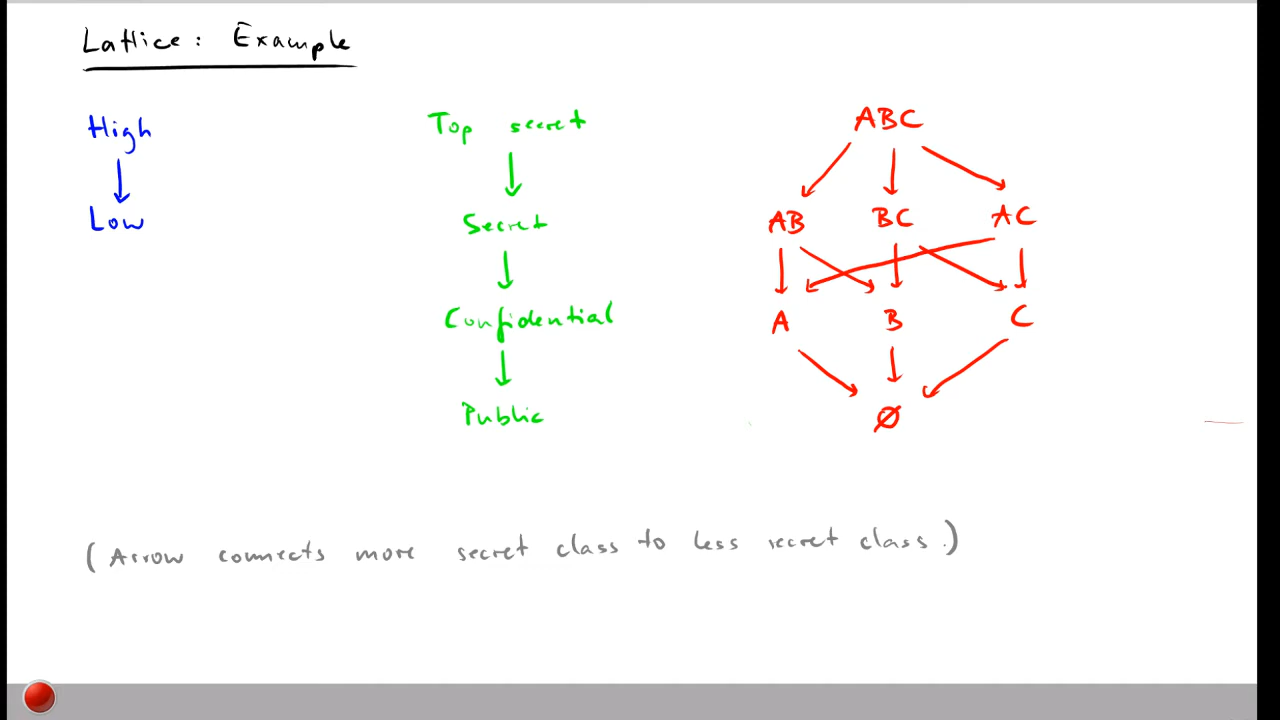 Lattice: Example
High
Low
Top secret
Secret
Confidential
Public
ABC
AB BC AC
A B C
Ø
(Arrow connects more secret class to less secret class.)